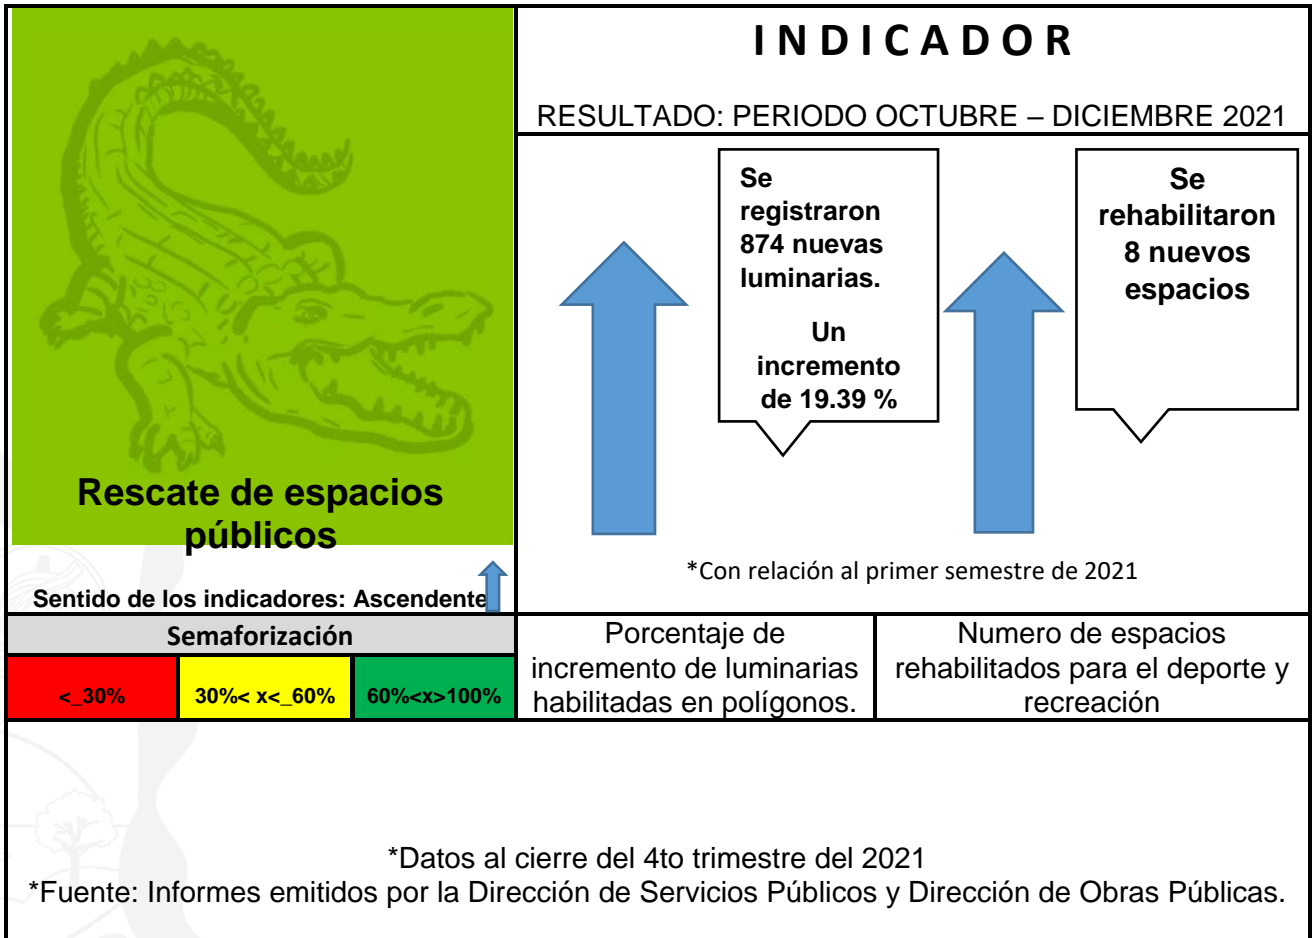 Rescate de espacios
públicos
Sentido de los indicadores: Ascendente
INDICADOR
RESULTADO: PERIODO OCTUBRE – DICIEMBRE 2021
Se
registraron
874 nuevas
luminarias.
Un
incremento
de 19.39 %
Se
rehabilitaron
8 nuevos
espacios
*Con relación al primer semestre de 2021
Semaforización
<_30%
30%< x<_60%
60%<x>100%
Porcentaje de
incremento de luminarias
habilitadas en polígonos.
Numero de espacios
rehabilitados para el deporte y
recreación
*Datos al cierre del 4to trimestre del 2021
*Fuente: Informes emitidos por la Dirección de Servicios Públicos y Dirección de Obras Públicas.